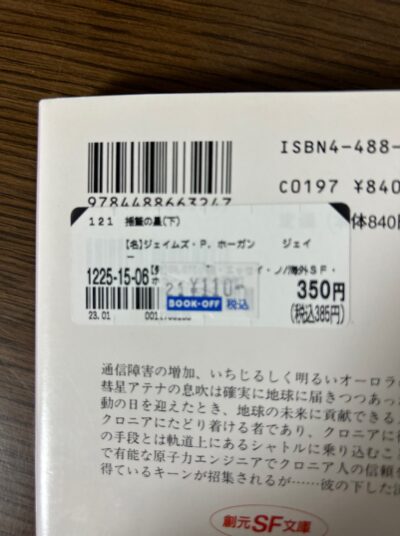 ISBN4-488-
9784488663247
C0197 ¥840
体840
121 揺籃の星(下)
[名]ジェイムズ・P. ホーガン ジェイ
1225-15-06
イ・ノ/海外SF・
21 ¥110
350円
BOOK-OFF 税込
(税込385円)
23.01
通信障害の増加、いちじるしく明るいオーロラの
彗星アテナの息吹は確実に地球に届きつつあっ
動の日を迎えたとき、地球の未来に貢献できる
クロニアにたどり着ける者であり、クロニアに
の手段とは軌道上にあるシャトルに乗り込むこ
で有能な原子力エンジニアでクロニア人の信頼
得ているキーンが招集されるが……彼の下した
創元SF文庫